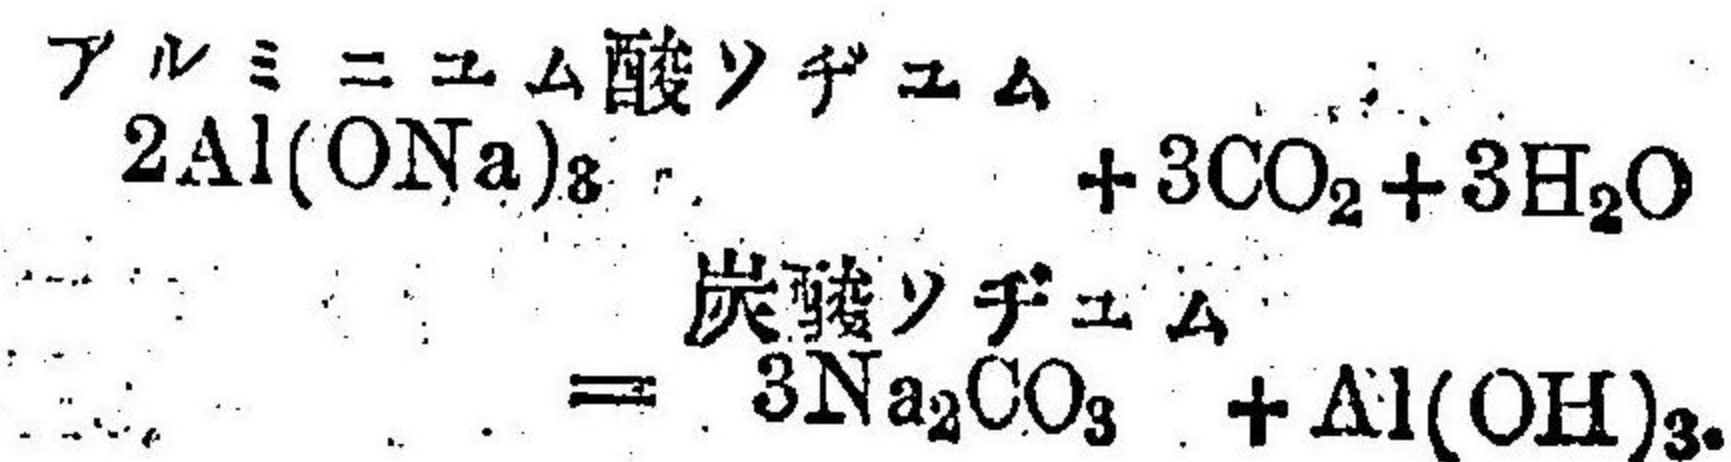 アルミニユム酸ソヂユム
2Al(ONa)₃ +3CO₂+3H₂O
炭酸ソヂユム
= 3Na₂CO₃ +Al(OH)₃.